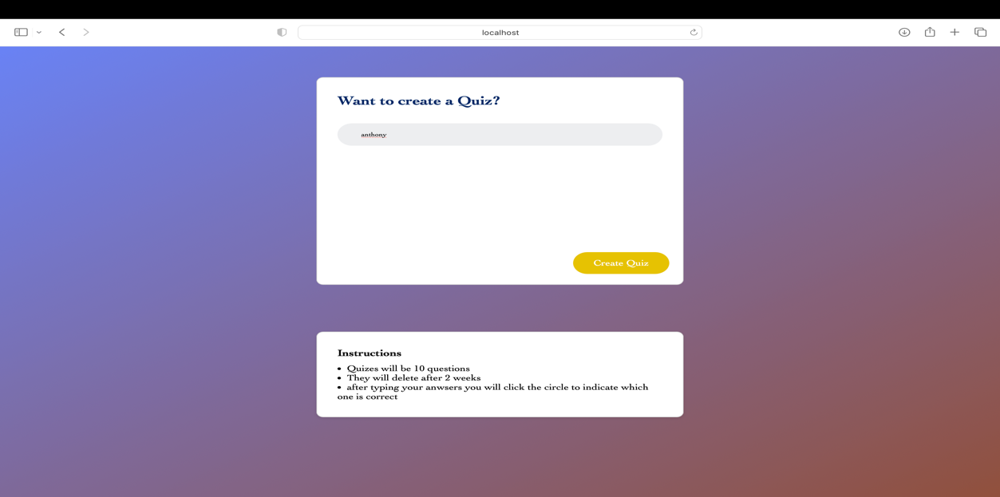 localhost
Want to create a Quiz?
anthony
Create Quiz
Instructions
• Quizes will be 10 questions
• They will delete after 2 weeks
• after typing your anwsers you will click the circle to indicate which
one is correct